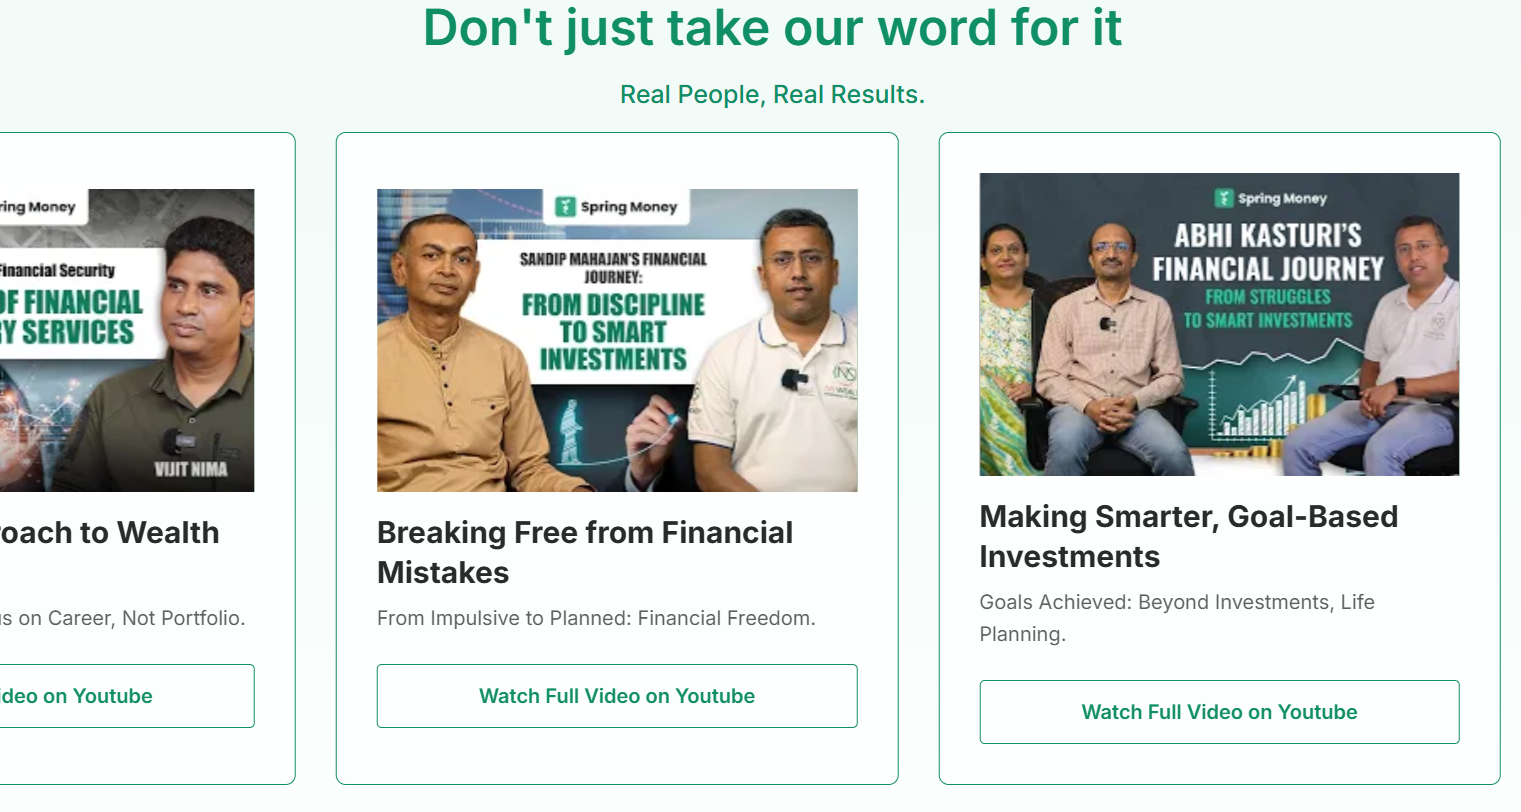 Don't just take our word for it
Real People, Real Results.
ring Money
Financial Security
OF FINANCIAL
RY SERVICES
VIJIT NIMA
roach to Wealth
us on Career, Not Portfolio.
ideo on Youtube
Spring Money
SANDIP MAHAJAN'S FINANCIAL
JOURNEY:
FROM DISCIPLINE
TO SMART
INVESTMENTS
Breaking Free from Financial
Mistakes
From Impulsive to Planned: Financial Freedom.
Watch Full Video on Youtube
Spring Money
ABHI KASTURI'S
FINANCIAL JOURNEY
FROM STRUGGLES
TO SMART INVESTMENTS
Making Smarter, Goal-Based
Investments
Goals Achieved: Beyond Investments, Life
Planning.
Watch Full Video on Youtube